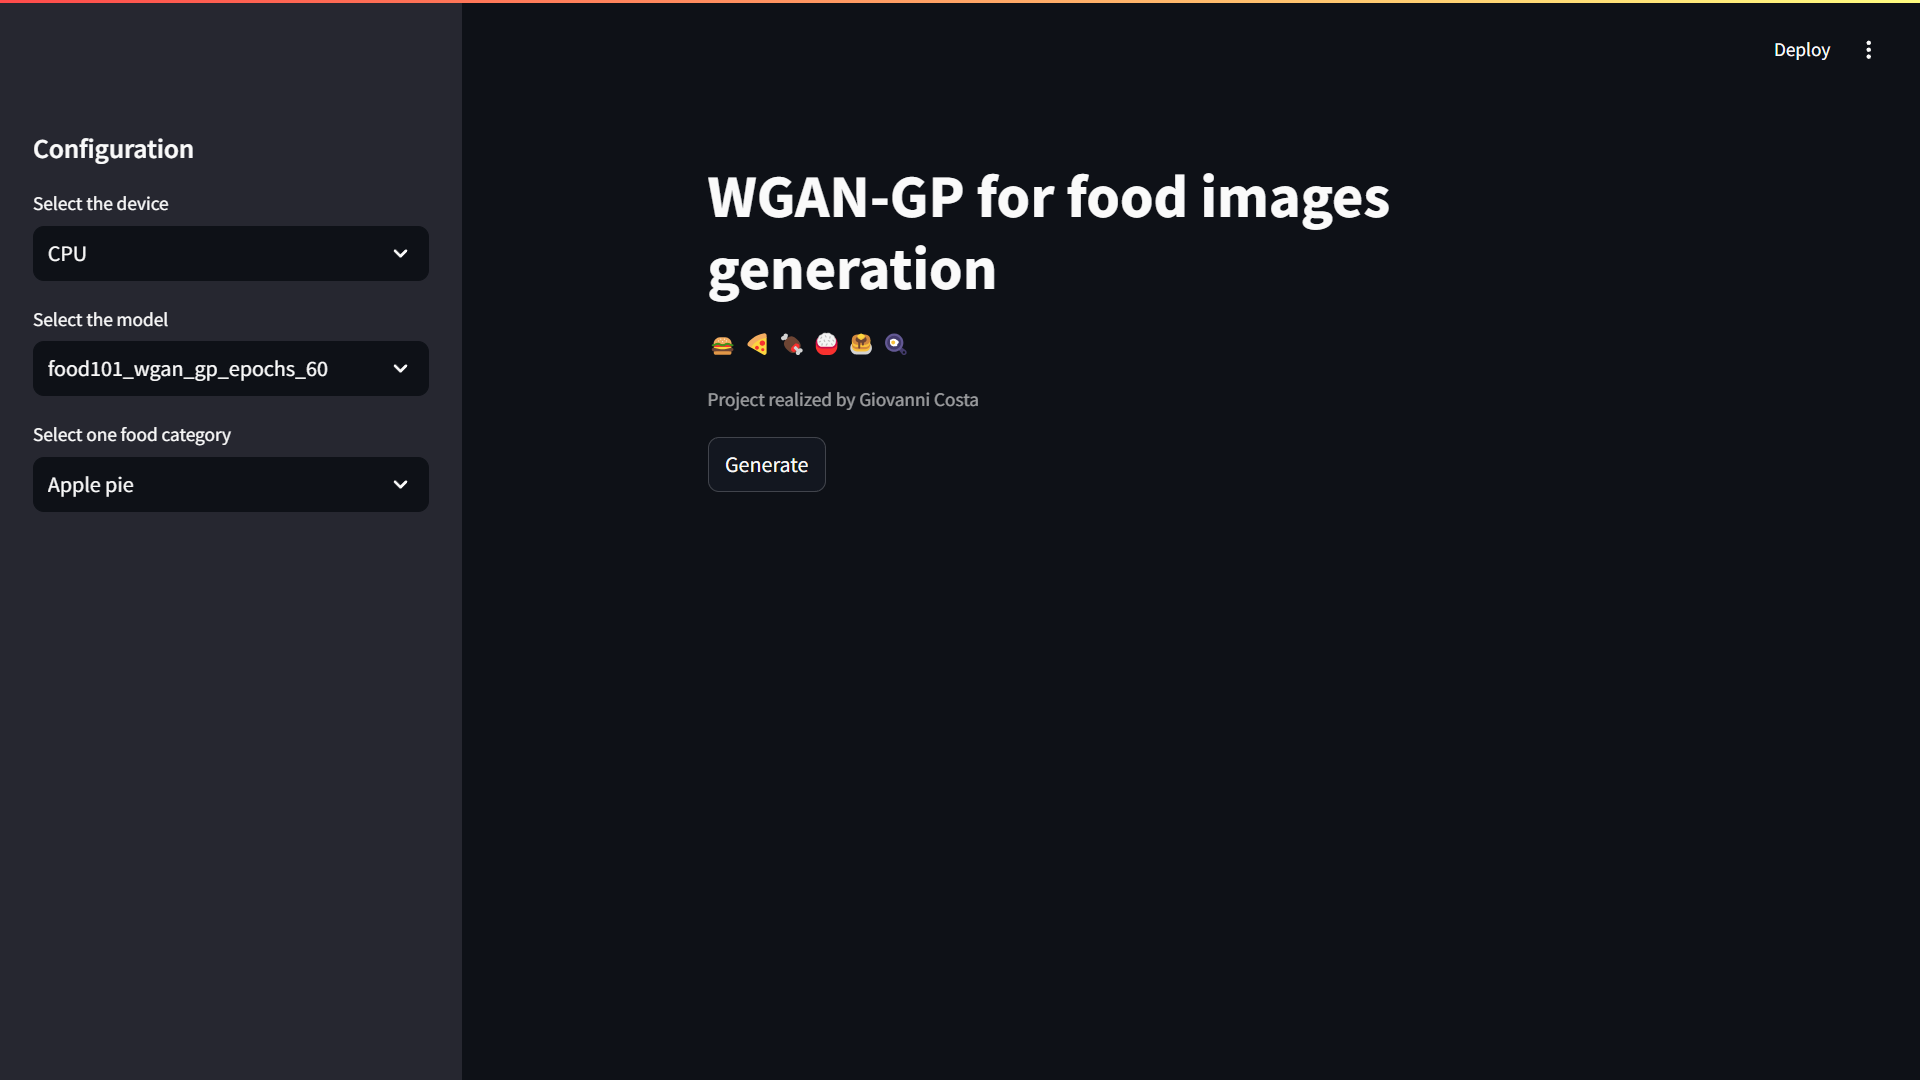 Deploy
Configuration
Select the device
CPU
Select the model
food101_wgan_gp_epochs_60
Select one food category
Apple pie
WGAN-GP for food images
generation
Project realized by Giovanni Costa
Generate